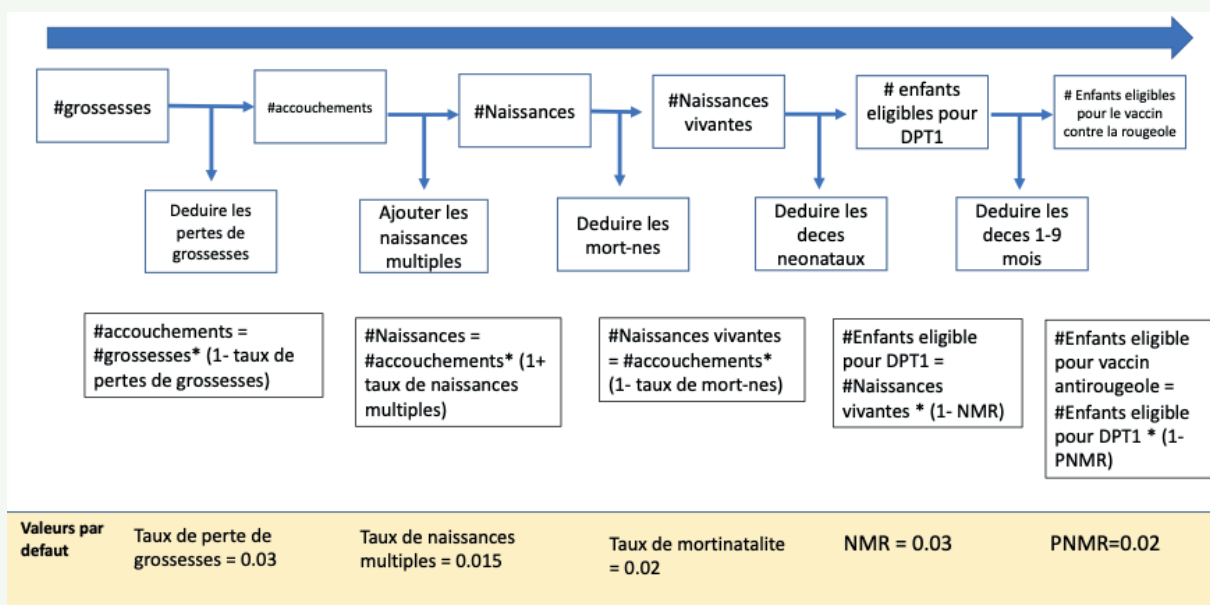 #grossesses
#accouchements
#Naissances
#Naissances
vivantes
# enfants
eligibles pour
DPT1
# Enfants eligibles
pour le vaccin
contre la rougeole
Deduire les
pertes de
grossesses
Ajouter les
naissances
multiples
Deduire les
mort-nes
Deduire les
deces
neonataux
Deduire les
deces 1-9
mois
#accouchements =
#grossesses* (1- taux de
pertes de grossesses)
#Naissances =
#accouchements* (1+
taux de naissances
multiples)
#Naissances vivantes
= #accouchements*
(1- taux de mort-nes)
#Enfants eligible
pour DPT1 =
#Naissances
vivantes * (1- NMR)
#Enfants eligible
pour vaccin
antirougeole =
#Enfants eligible
pour DPT1 * (1-
PNMR)
Valeurs par
defaut
Taux de perte de
grossesses = 0.03
Taux de naissances
multiples = 0.015
Taux de mortinatalite
= 0.02
NMR = 0.03
PNMR=0.02